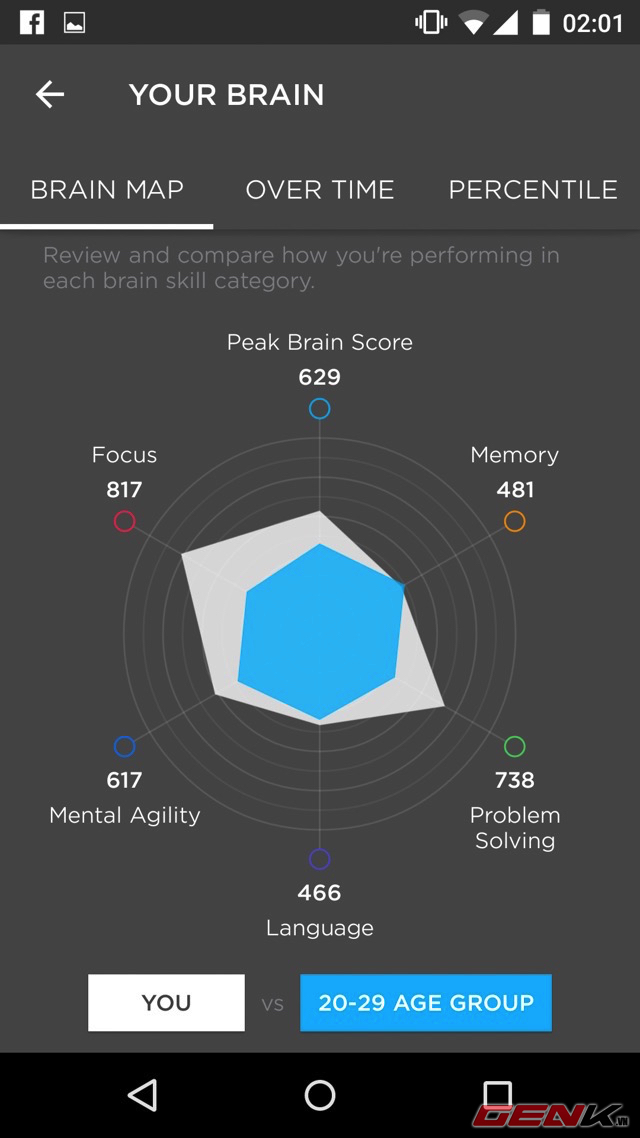 02:01
YOUR BRAIN
BRAIN MAP
OVER TIME
PERCENTILE
Review and compare how you're performing in
each brain skill category.
Peak Brain Score
629
Focus
817
Memory
481
617
Mental Agility
738
Problem
Solving
466
Language
YOU
VS
20-29 AGE GROUP
GENK.VN